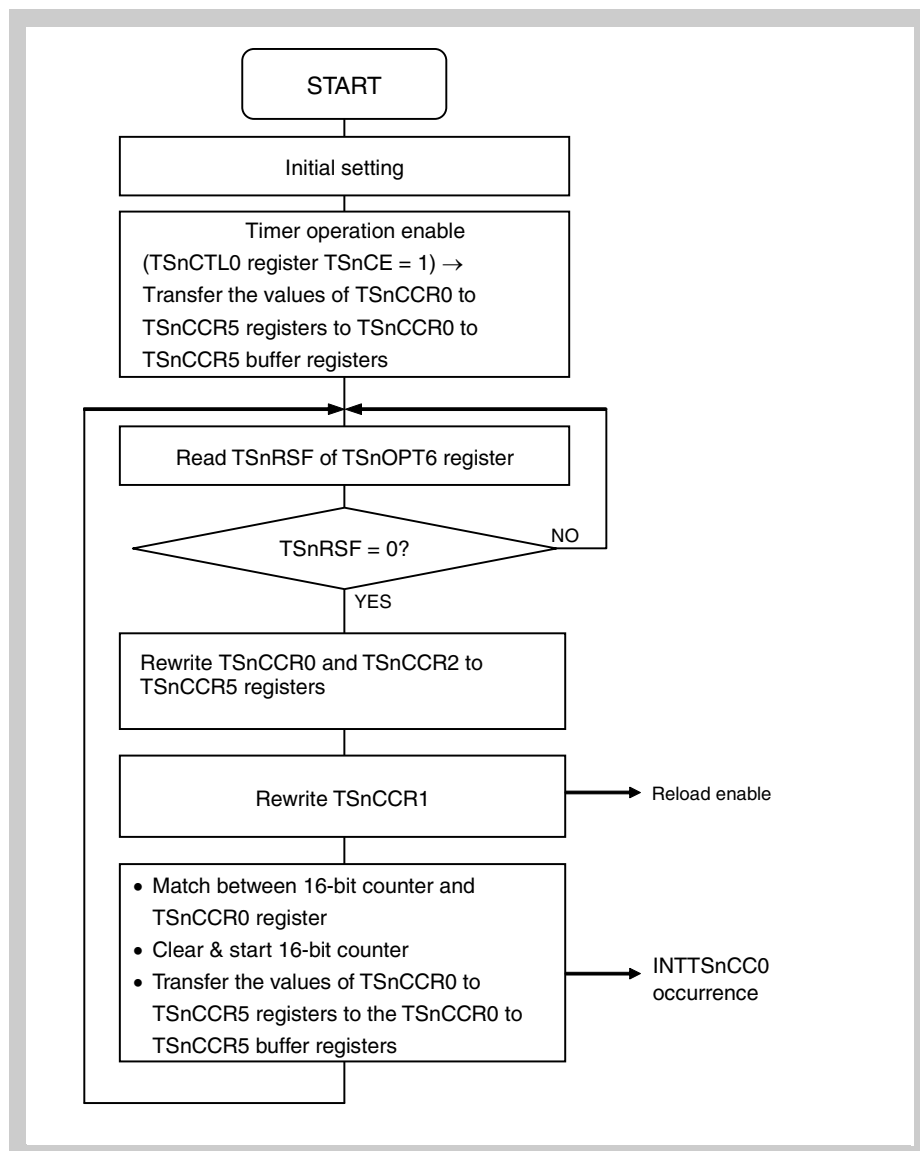 START
Initial setting
Timer operation enable
(TSnCTL0 register TSnCE = 1) →
Transfer the values of TSnCCR0 to
TSnCCR5 registers to TSnCCR0 to
TSnCCR5 buffer registers
Read TSnRSF of TSnOPT6 register
TSnRSF = 0?
NO
YES
Rewrite TSnCCR0 and TSnCCR2 to
TSnCCR5 registers
Rewrite TSnCCR1
Reload enable
• Match between 16-bit counter and
TSnCCR0 register
• Clear & start 16-bit counter
• Transfer the values of TSnCCR0 to
TSnCCR5 registers to the TSnCCR0 to
TSnCCR5 buffer registers
INTTSnCC0
occurrence